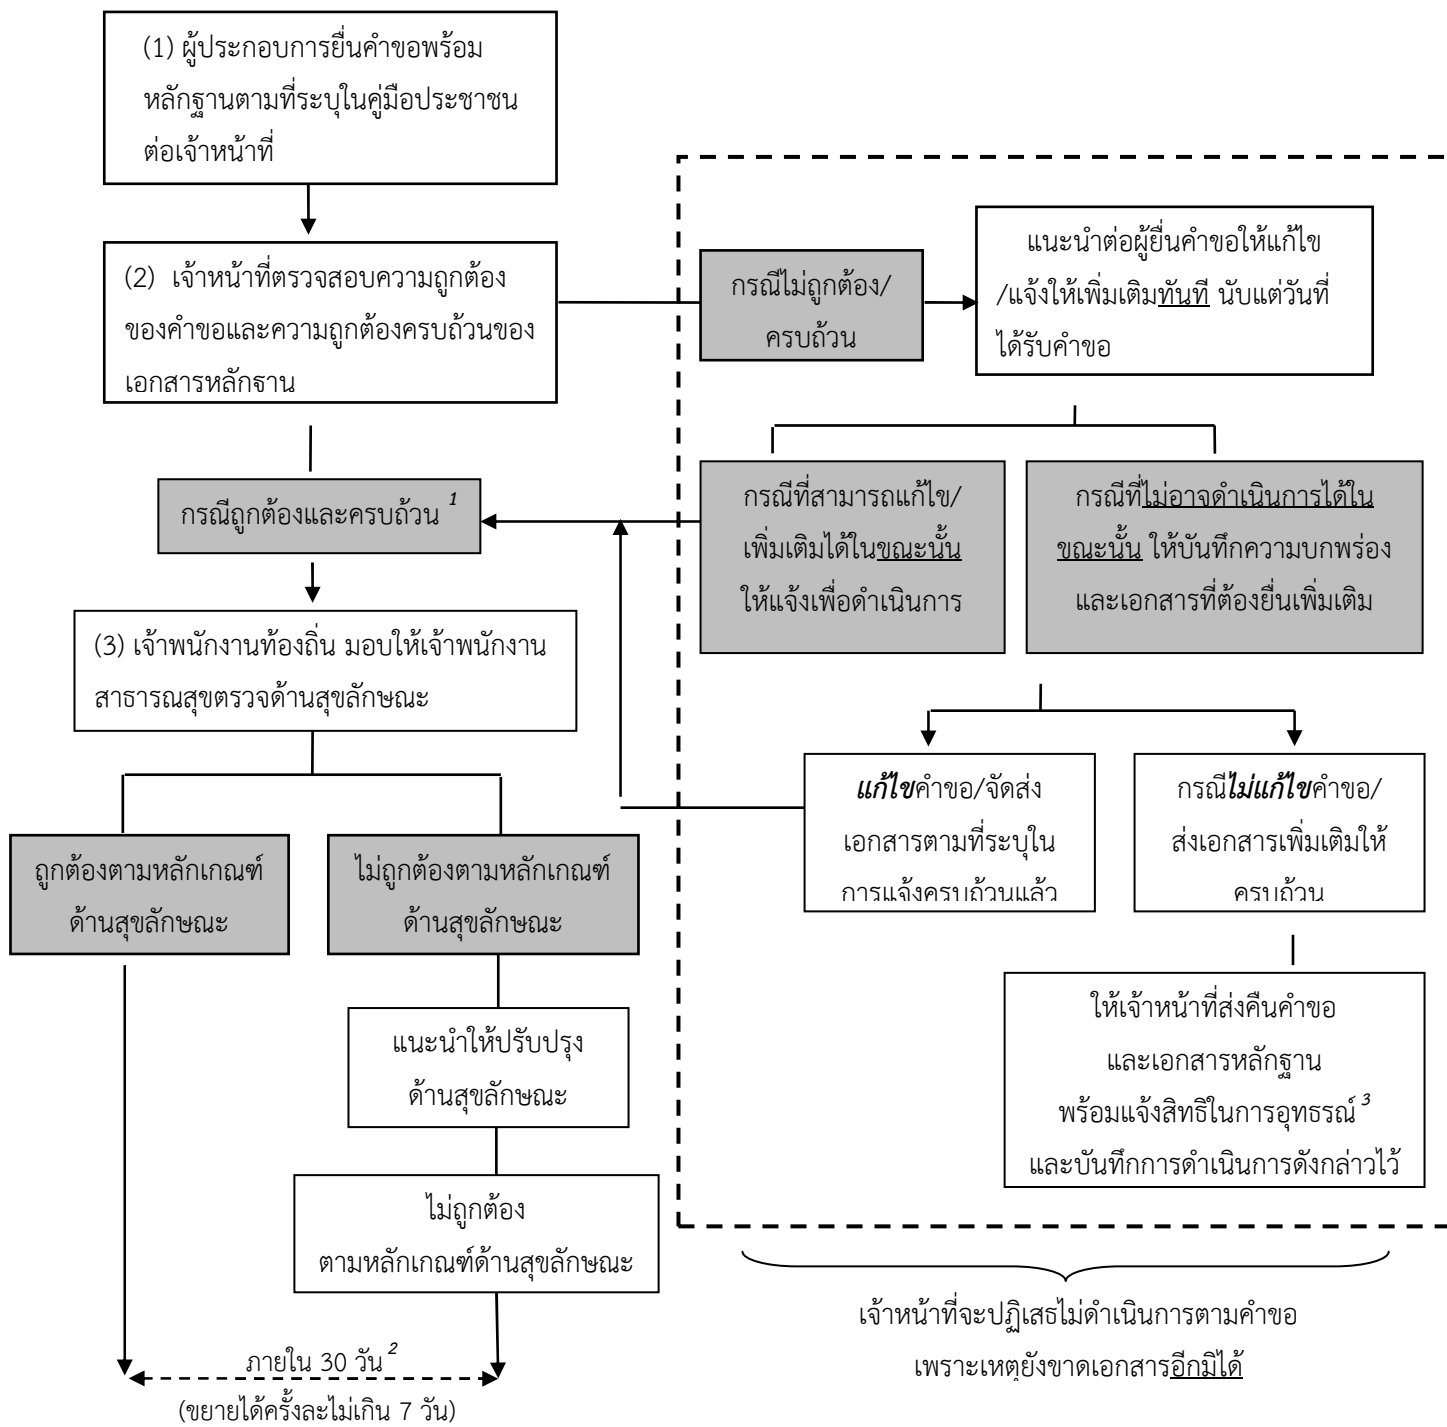 (1) ผู้ประกอบการยื่นคำขอพร้อม
หลักฐานตามที่ระบุในคู่มือประชาชน
ต่อเจ้าหน้าที่
(2) เจ้าหน้าที่ตรวจสอบความถูกต้อง
ของคำขอและความถูกต้องครบถ้วนของ
เอกสารหลักฐาน
กรณีไม่ถูกต้อง/
ครบถ้วน
แนะนำต่อผู้ยื่นคำขอให้แก้ไข
/แจ้งให้เพิ่มเติมทันที นับแต่วันที่
ได้รับคำขอ
กรณีถูกต้องและครบถ้วน 1
กรณีที่สามารถแก้ไข/
เพิ่มเติมได้ในขณะนั้น
ให้แจ้งเพื่อดำเนินการ
กรณีที่ไม่อาจดำเนินการได้ใน
ขณะนั้น ให้บันทึกความบกพร่อง
และเอกสารที่ต้องยื่นเพิ่มเติม
(3) เจ้าพนักงานท้องถิ่น มอบให้เจ้าพนักงาน
สาธารณสุขตรวจด้านสุขลักษณะ
แก้ไขคำขอ/จัดส่ง
เอกสารตามที่ระบุใน
การแจ้งครบถ้วนแล้ว
กรณีไม่แก้ไขคำขอ/
ส่งเอกสารเพิ่มเติมให้
ครบถ้วน
ถูกต้องตามหลักเกณฑ์
ด้านสุขลักษณะ
ไม่ถูกต้องตามหลักเกณฑ์
ด้านสุขลักษณะ
แนะนำให้ปรับปรุง
ด้านสุขลักษณะ
ให้เจ้าหน้าที่ส่งคืนคำขอ
และเอกสารหลักฐาน
พร้อมแจ้งสิทธิในการอุทธรณ์ 3
และบันทึกการดำเนินการดังกล่าวไว้
ไม่ถูกต้อง
ตามหลักเกณฑ์ด้านสุขลักษณะ
เจ้าหน้าที่จะปฏิเสธไม่ดำเนินการตามคำขอ
เพราะเหตุยังขาดเอกสารอีกมิได้
ภายใน 30 วัน 2
(ขยายได้ครั้งละไม่เกิน 7 วัน)